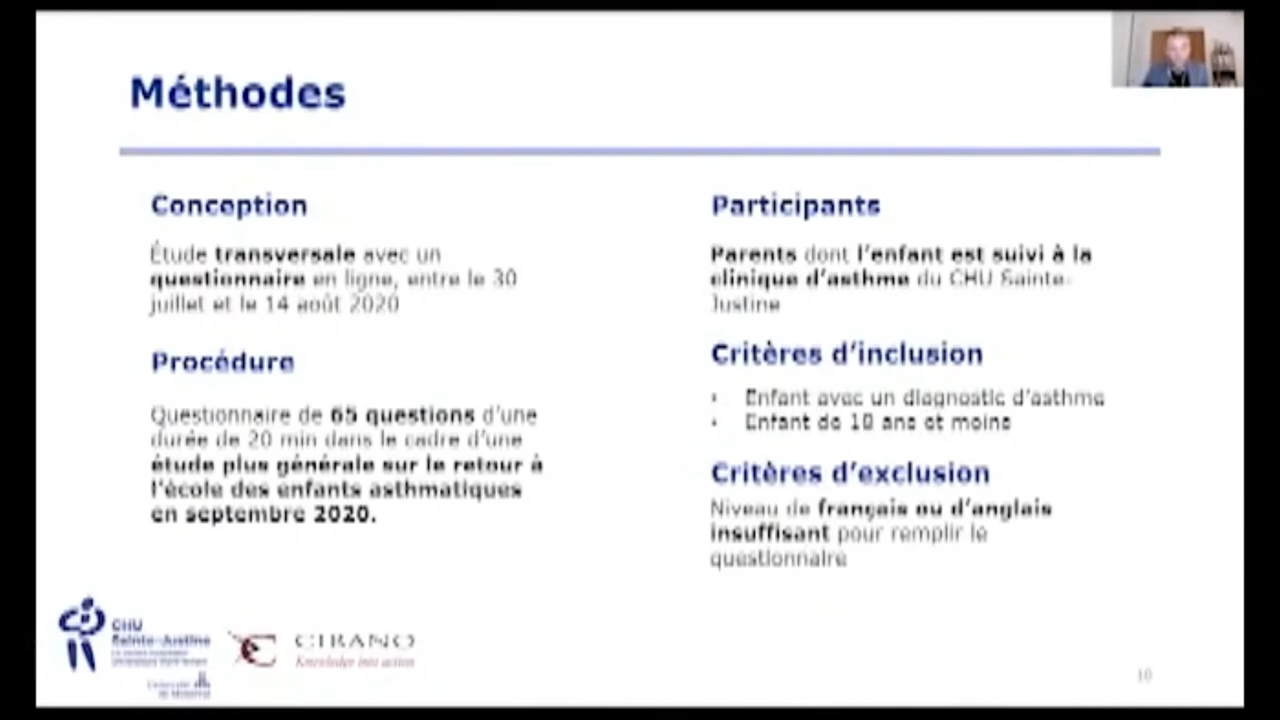 Méthodes
Conception
Étude transversale avec un
questionnaire en ligne, entre le 30
juillet et le 14 août 2020
Procédure
Questionnaire de 65 questions d’une
durée de 20 min dans le cadre d’une
étude plus générale sur le retour à
l’école des enfants asthmatiques
en septembre 2020.
Participants
Parents dont l’enfant est suivi à la
clinique d’asthme du CHU Sainte-
Justine
Critères d’inclusion
• Enfant avec un diagnostic d’asthme
• Enfant de ans et moins
Critères d’exclusion
Niveau de français ou d’anglais
insuffisant pour remplir le
questionnaire
CHU
Sainte-Justine
Université
de Montréal
CIRANO
Knowledge into action
10